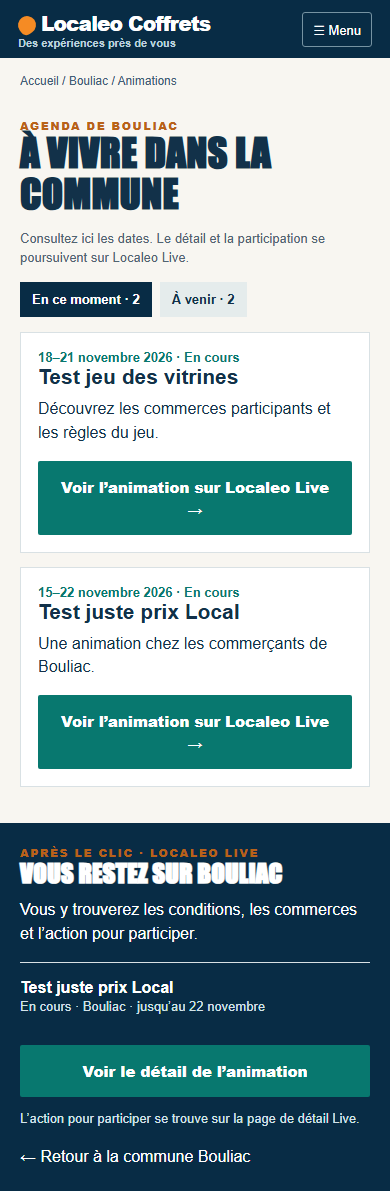 Localeo Coffrets
Des expériences près de vous
☰ Menu
Accueil / Bouliac / Animations
AGENDA DE BOULIAC
À VIVRE DANS LA
COMMUNE
Consultez ici les dates. Le détail et la participation se
poursuivent sur Localeo Live.
En ce moment · 2
À venir · 2
18–21 novembre 2026 · En cours
Test jeu des vitrines
Découvrez les commerces participants et
les règles du jeu.
Voir l’animation sur Localeo Live
→
15–22 novembre 2026 · En cours
Test juste prix Local
Une animation chez les commerçants de
Bouliac.
Voir l’animation sur Localeo Live
→
APRÈS LE CLIC · LOCALEO LIVE
VOUS RESTEZ SUR BOULIAC
Vous y trouverez les conditions, les commerces
et l’action pour participer.
Test juste prix Local
En cours · Bouliac · jusqu’au 22 novembre
Voir le détail de l’animation
L’action pour participer se trouve sur la page de détail Live.
← Retour à la commune Bouliac